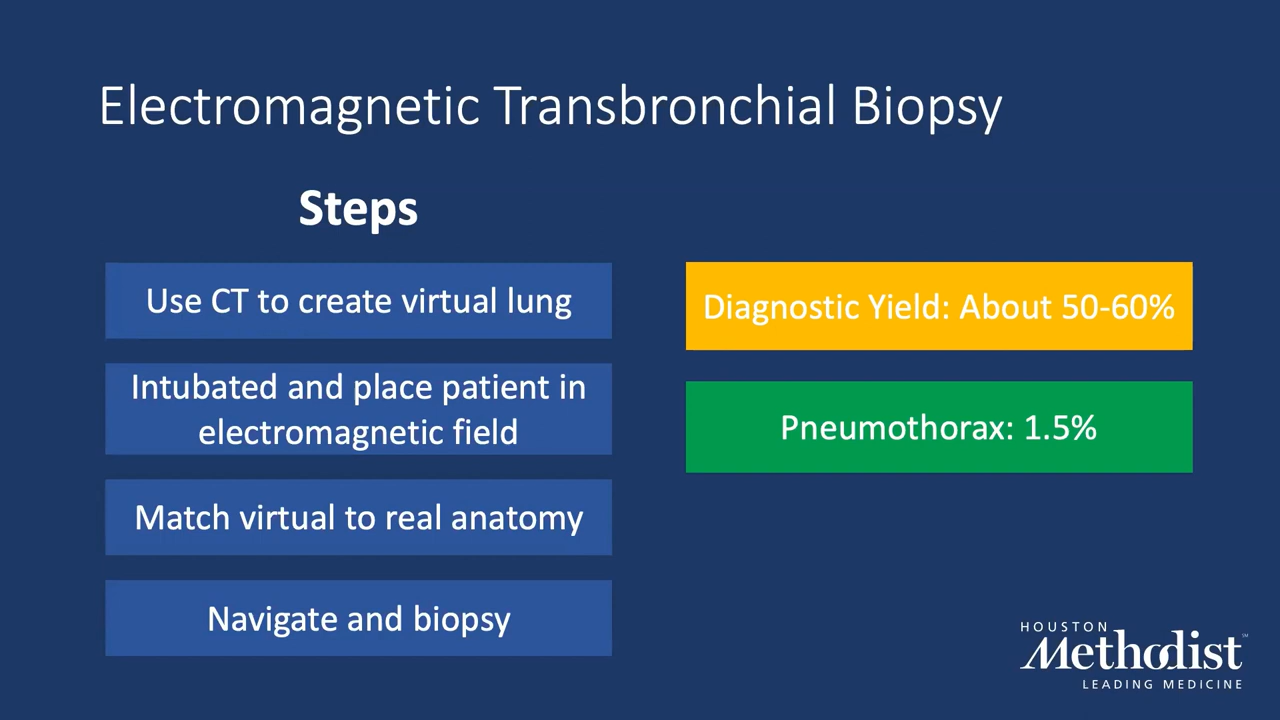 Electromagnetic Transbronchial Biopsy
Steps
Use CT to create virtual lung
Intubated and place patient in
electromagnetic field
Match virtual to real anatomy
Navigate and biopsy
Diagnostic Yield: About 50-60%
Pneumothorax: 1.5%
HOUSTON
Methodist™
LEADING MEDICINE